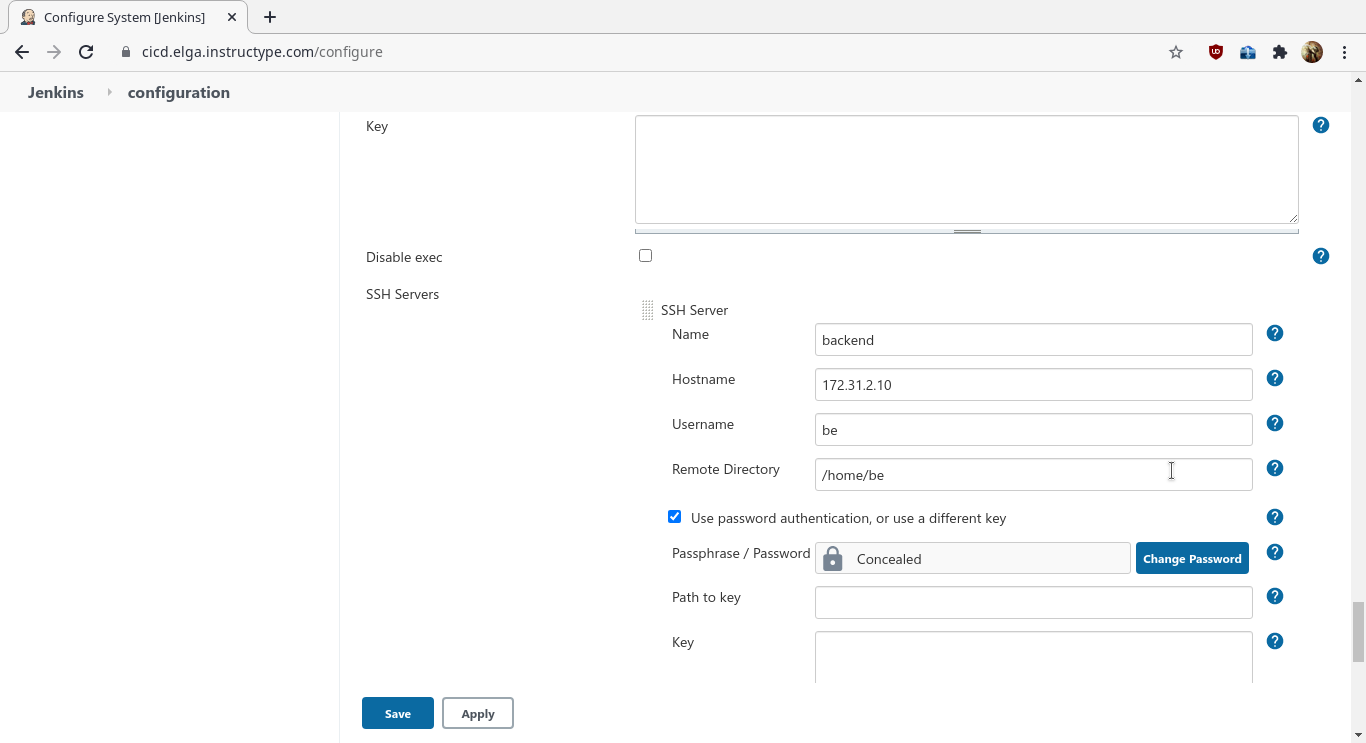 Configure System [Jenkins]
cicd.elga.instructype.com/configure
Jenkins
configuration
Key
Disable exec
SSH Servers
SSH Server
Name
backend
Hostname
172.31.2.10
Username
be
Remote Directory
/home/be
Use password authentication, or use a different key
Passphrase / Password
Concealed
Change Password
Path to key
Key
Save
Apply